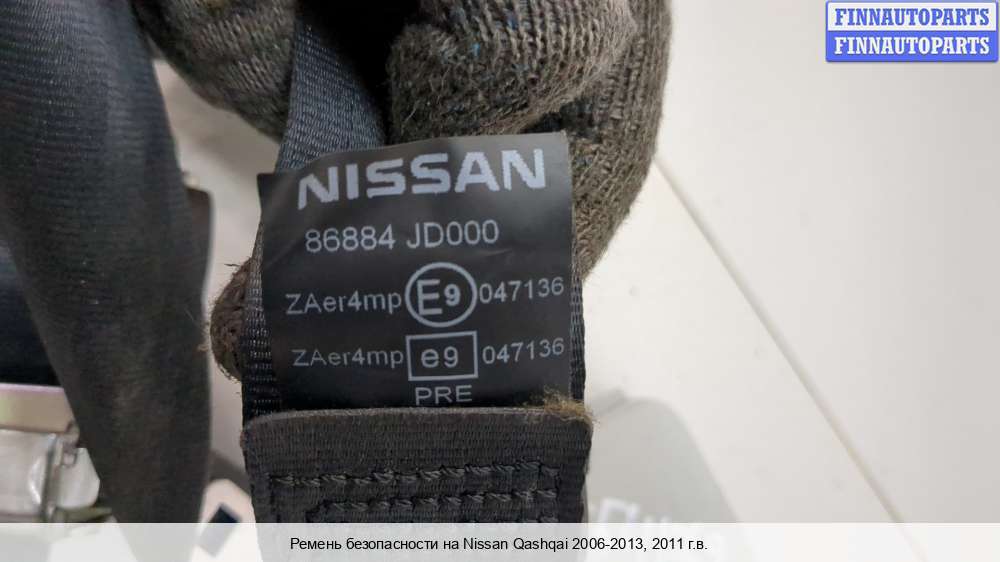 FINNAUTOPARTS
FINNAUTOPARTS
NISSAN
86884 JD000
ZAer4mp E9 047136
ZAer4mp e9 047136
PRE
Ремень безопасности на Nissan Qashqai 2006-2013, 2011 г.в.